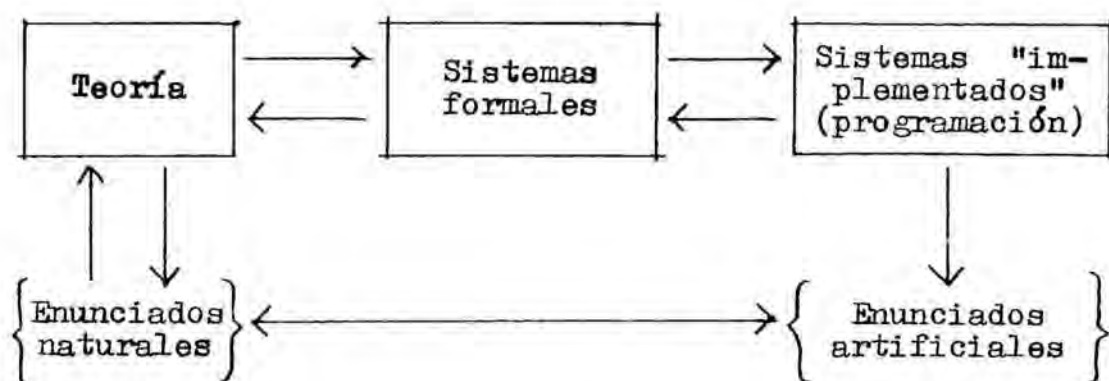 Teoría
Sistemas
formales
Sistemas "im-
plementados"
(programación)
Enunciados
naturales
Enunciados
artificiales